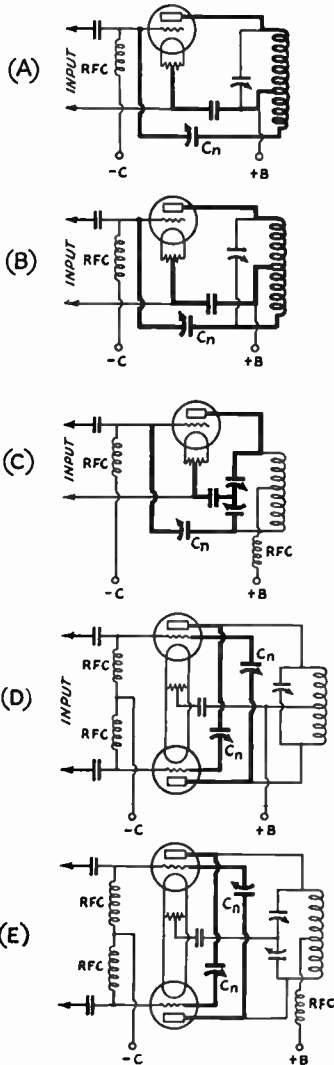 (A)
INPUT
RFC
Cn
-C
+B
(B)
INPUT
RFC
Cn
-C
+B
(C)
INPUT
RFC
Cn
RFC
-C
+B
(D)
INPUT
RFC
RFC
Cn
Cn
-C
+B
(E)
RFC
RFC
Cn
Cn
RFC
-C
+B